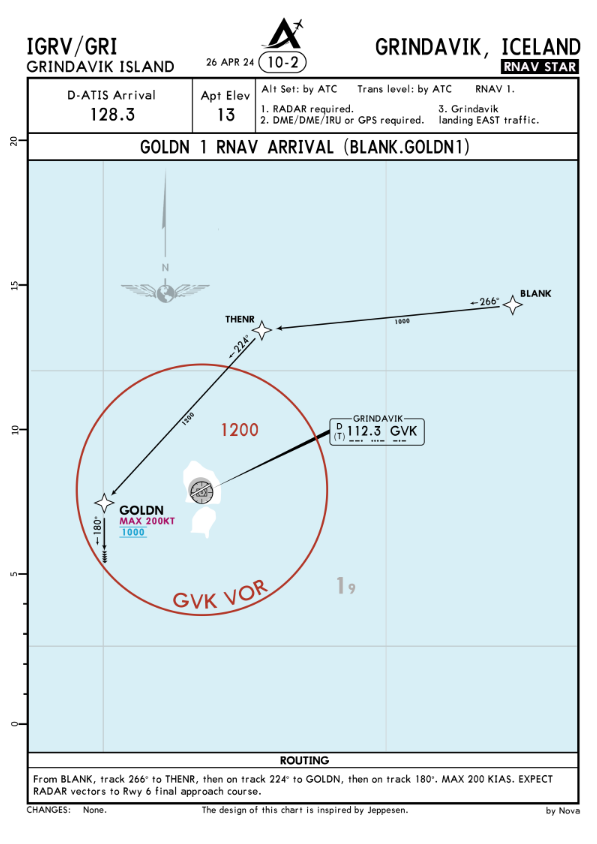 IGRV/GRI
GRINDAVIK ISLAND
26 APR 24
10-2
GRINDAVIK, ICELAND
RNAV STAR
D-ATIS Arrival
128.3
Apt Elev
13
Alt Set: by ATC Trans level: by ATC RNAV 1.
1. RADAR required.
2. DME/DME/IRU or GPS required.
3. Grindavik
landing EAST traffic.
GOLDN 1 RNAV ARRIVAL (BLANK.GOLDN1)
20
15
10
5
0
N
BLANK
←266°
1000
THENR
←224°
1200
1200
GRINDAVIK
D
(T)
112.3 GVK
GOLDN
MAX 200KT
1000
←180°
GVK VOR
19
ROUTING
From BLANK, track 266° to THENR, then on track 224° to GOLDN, then on track 180°. MAX 200 KIAS. EXPECT
RADAR vectors to Rwy 6 final approach course.
CHANGES: None.
The design of this chart is inspired by Jeppesen.
by Nova